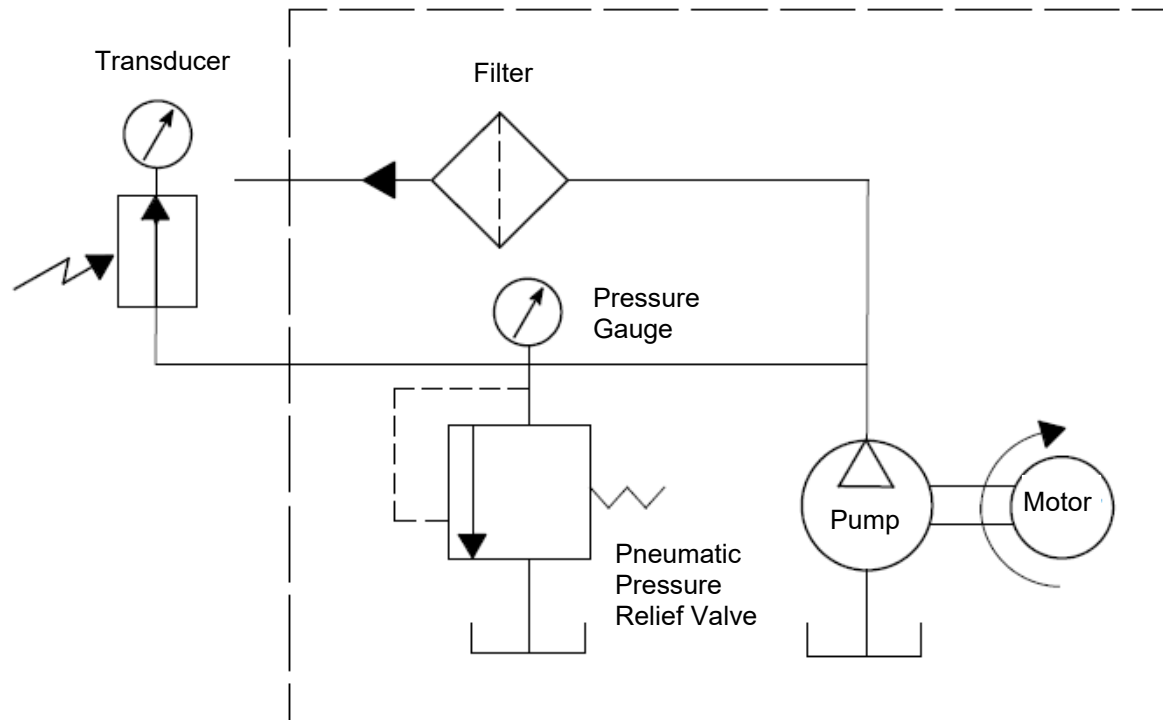 Transducer
Filter
Pressure
Gauge
Pump
Motor
Pneumatic
Pressure
Relief Valve